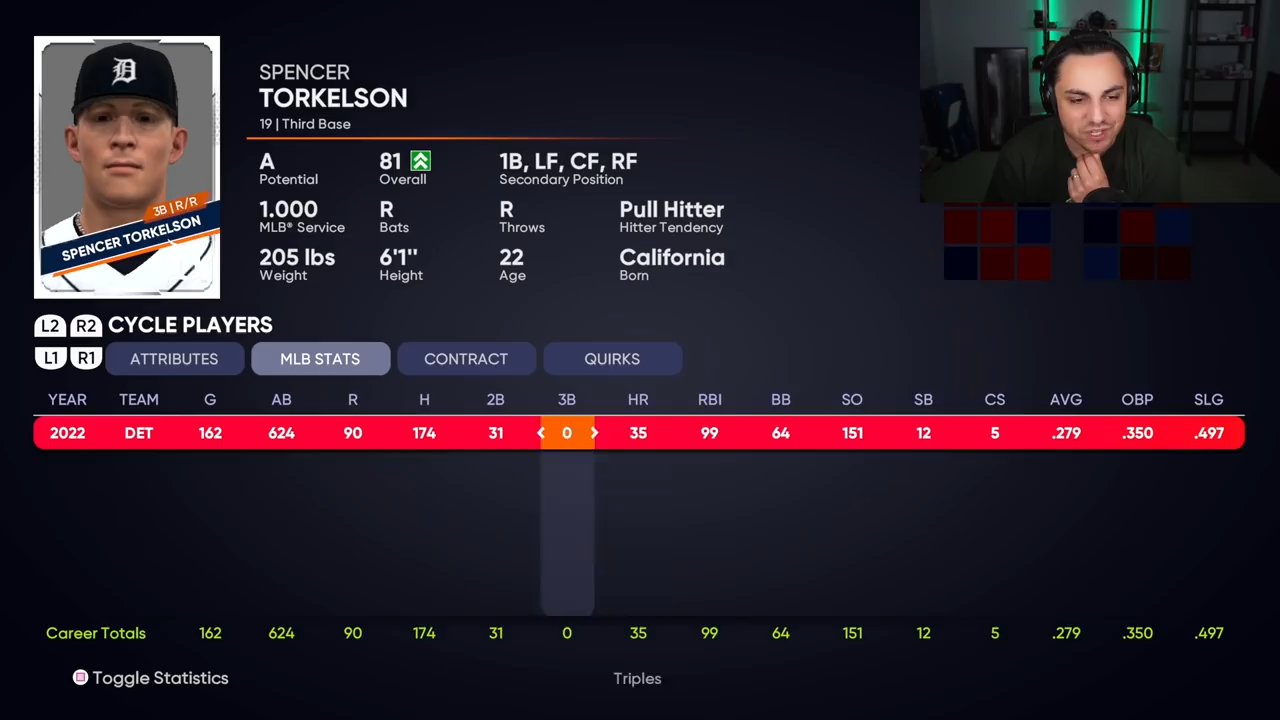 SPENCER
TORKELSON
19 | Third Base
A
Potential
81
Overall
1B, LF, CF, RF
Secondary Position
1.000
MLB® Service
R
Bats
R
Throws
Pull Hitter
Hitter Tendency
205 lbs
Weight
6'1''
Height
22
Age
California
Born
D
3B | R/R
SPENCER TORKELSON
L2 R2 CYCLE PLAYERS
L1 R1 ATTRIBUTES MLB STATS CONTRACT QUIRKS
YEAR TEAM G AB R H 2B 3B HR RBI BB SO SB CS AVG OBP SLG
2022 DET 162 624 90 174 31 0 35 99 64 151 12 5 .279 .350 .497
Career Totals 162 624 90 174 31 0 35 99 64 151 12 5 .279 .350 .497
Toggle Statistics
Triples